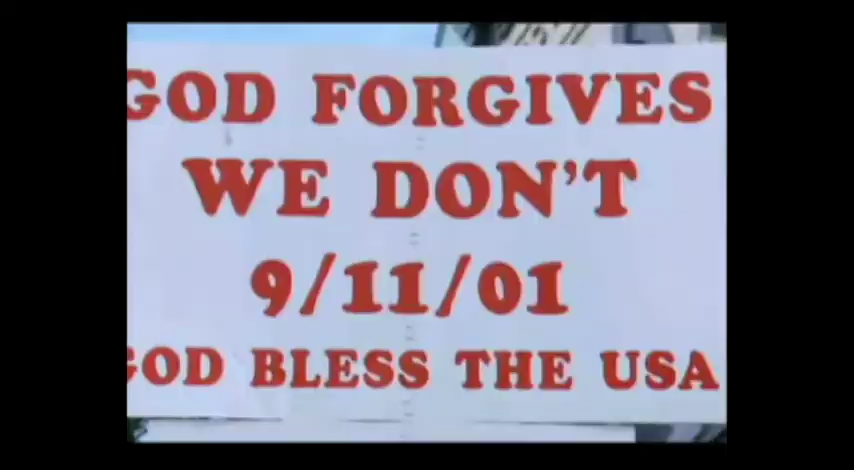 GOD FORGIVES
WE DON'T
9/11/01
GOD BLESS THE USA